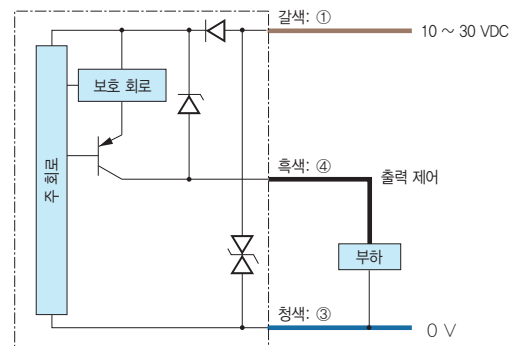 갈색: ①
10 ~ 30 VDC
보호 회로
주 회로
흑색: ④
출력 제어
부하
청색: ③
0 V